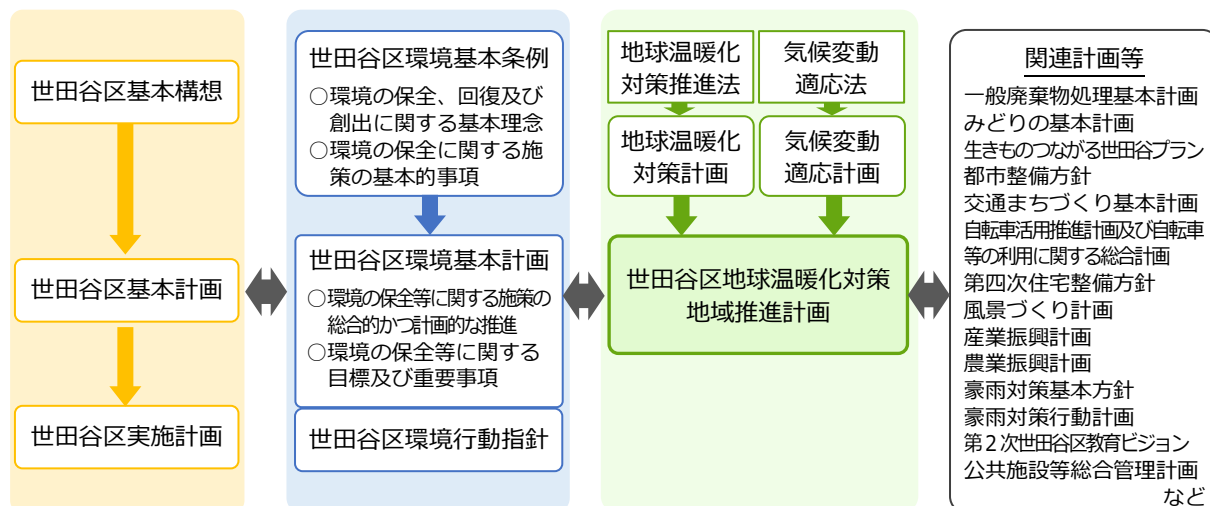 世田谷区基本構想
世田谷区基本計画
世田谷区実施計画
世田谷区環境基本条例
○環境の保全、回復及び
創出に関する基本理念
○環境の保全に関する施
策の基本的事項
世田谷区環境基本計画
○環境の保全等に関する施策の
総合的かつ計画的な推進
○環境の保全等に関する
目標及び重要事項
世田谷区環境行動指針
地球温暖化
対策推進法
気候変動
適応法
地球温暖化
対策計画
気候変動
適応計画
世田谷区地球温暖化対策
地域推進計画
関連計画等
一般廃棄物処理基本計画
みどりの基本計画
生きものつながる世田谷プラン
都市整備方針
交通まちづくり基本計画
自転車活用推進計画及び自転車
等の利用に関する総合計画
第四次住宅整備方針
風景づくり計画
産業振興計画
農業振興計画
豪雨対策基本方針
豪雨対策行動計画
第2次世田谷区教育ビジョン
公共施設等総合管理計画
など